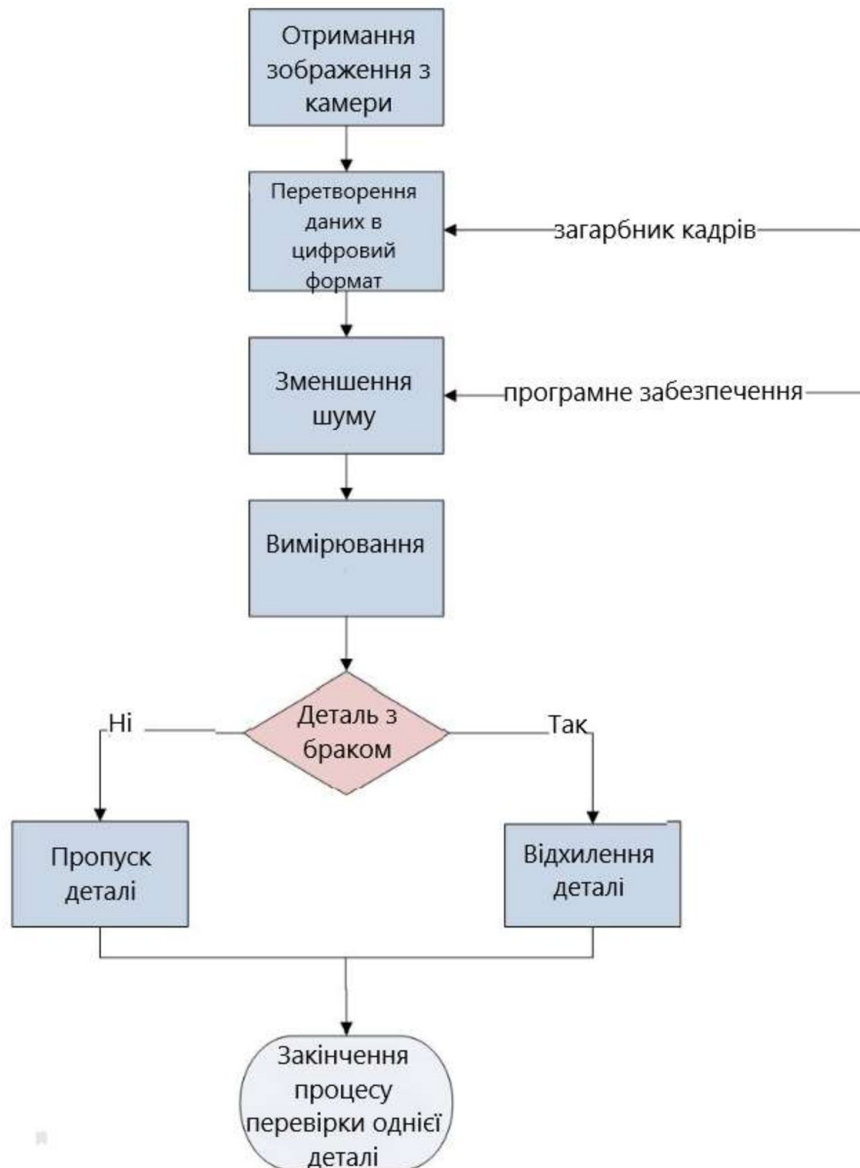 Отримання
зображення з
камери
Перетворення
даних в
цифровий
формат
загарбник кадрів
Зменшення
шуму
програмне забезпечення
Вимірювання
Деталь з
браком
Ні
Так
Пропуск
деталі
Відхилення
деталі
Закінчення
процесу
перевірки однієї
деталі